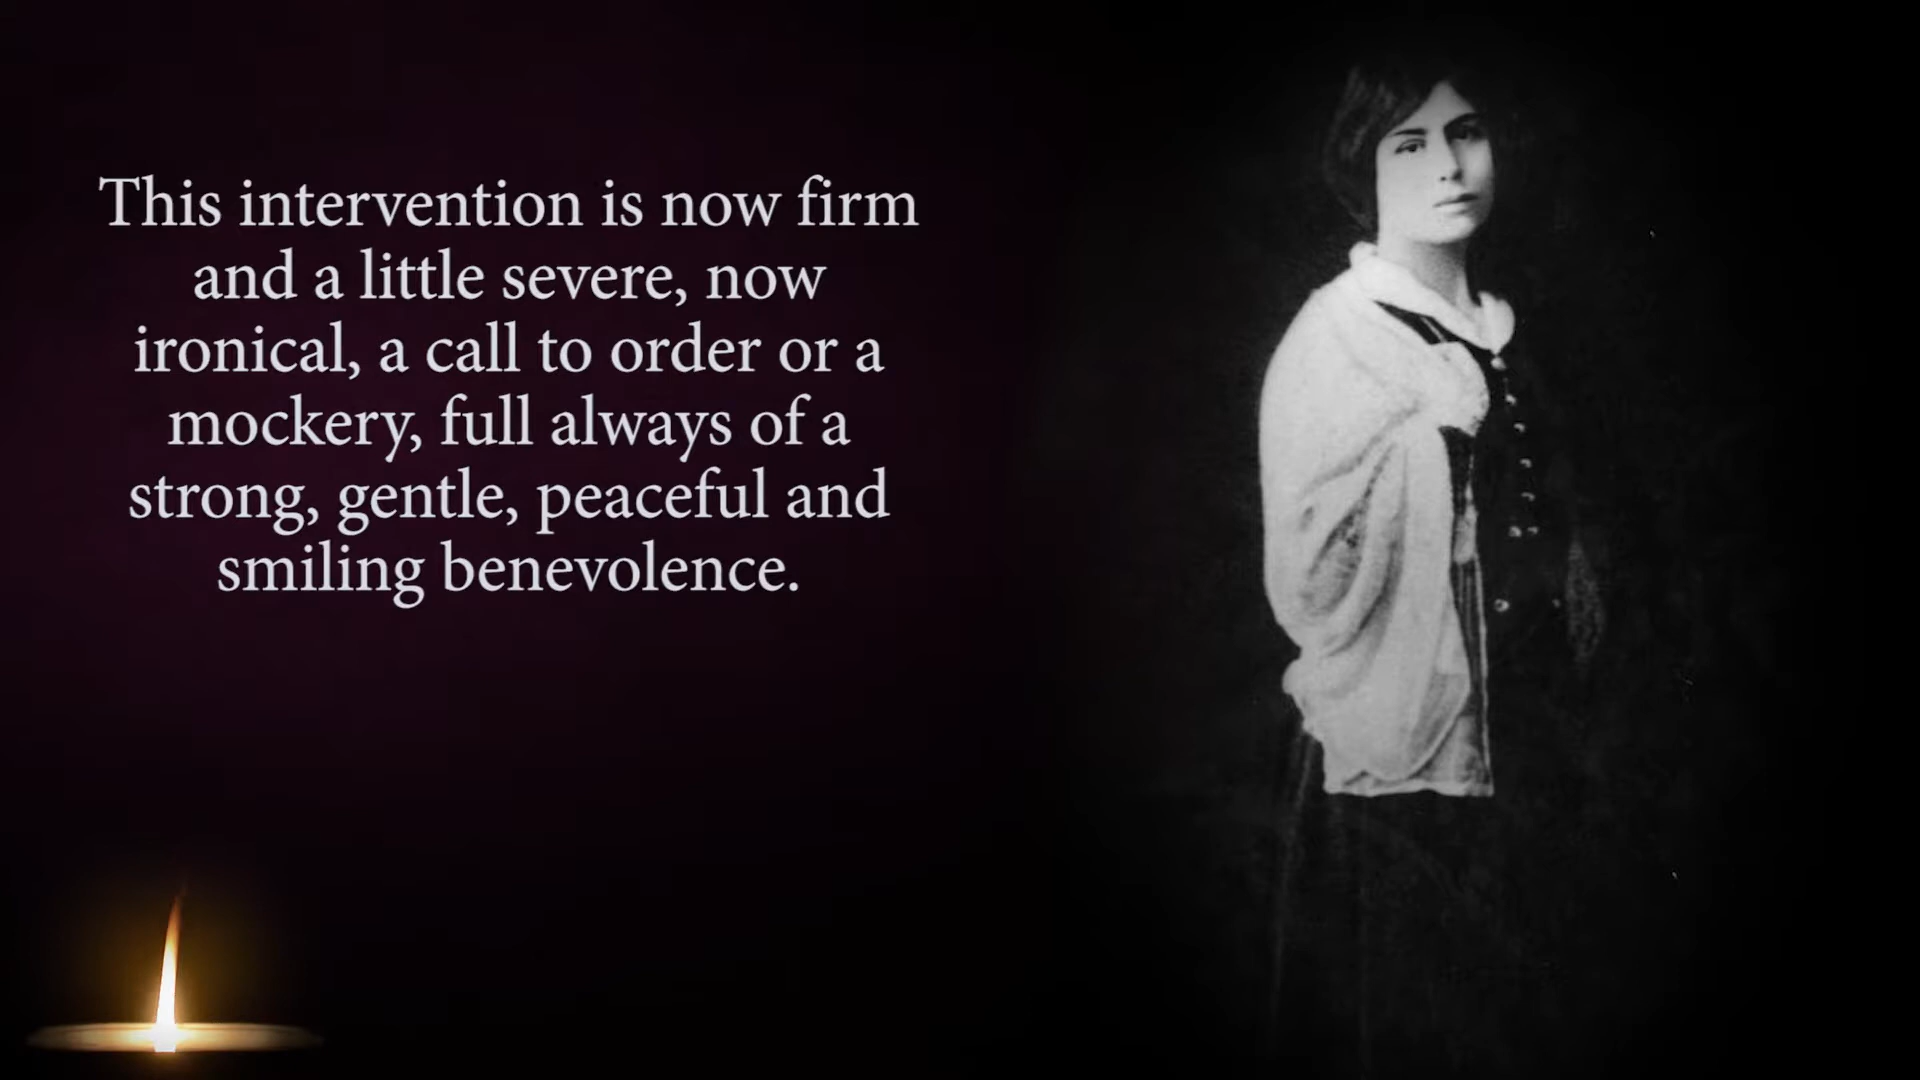 This intervention is now firm
and a little severe, now
ironical, a call to order or a
mockery, full always of a
strong, gentle, peaceful and
smiling benevolence.